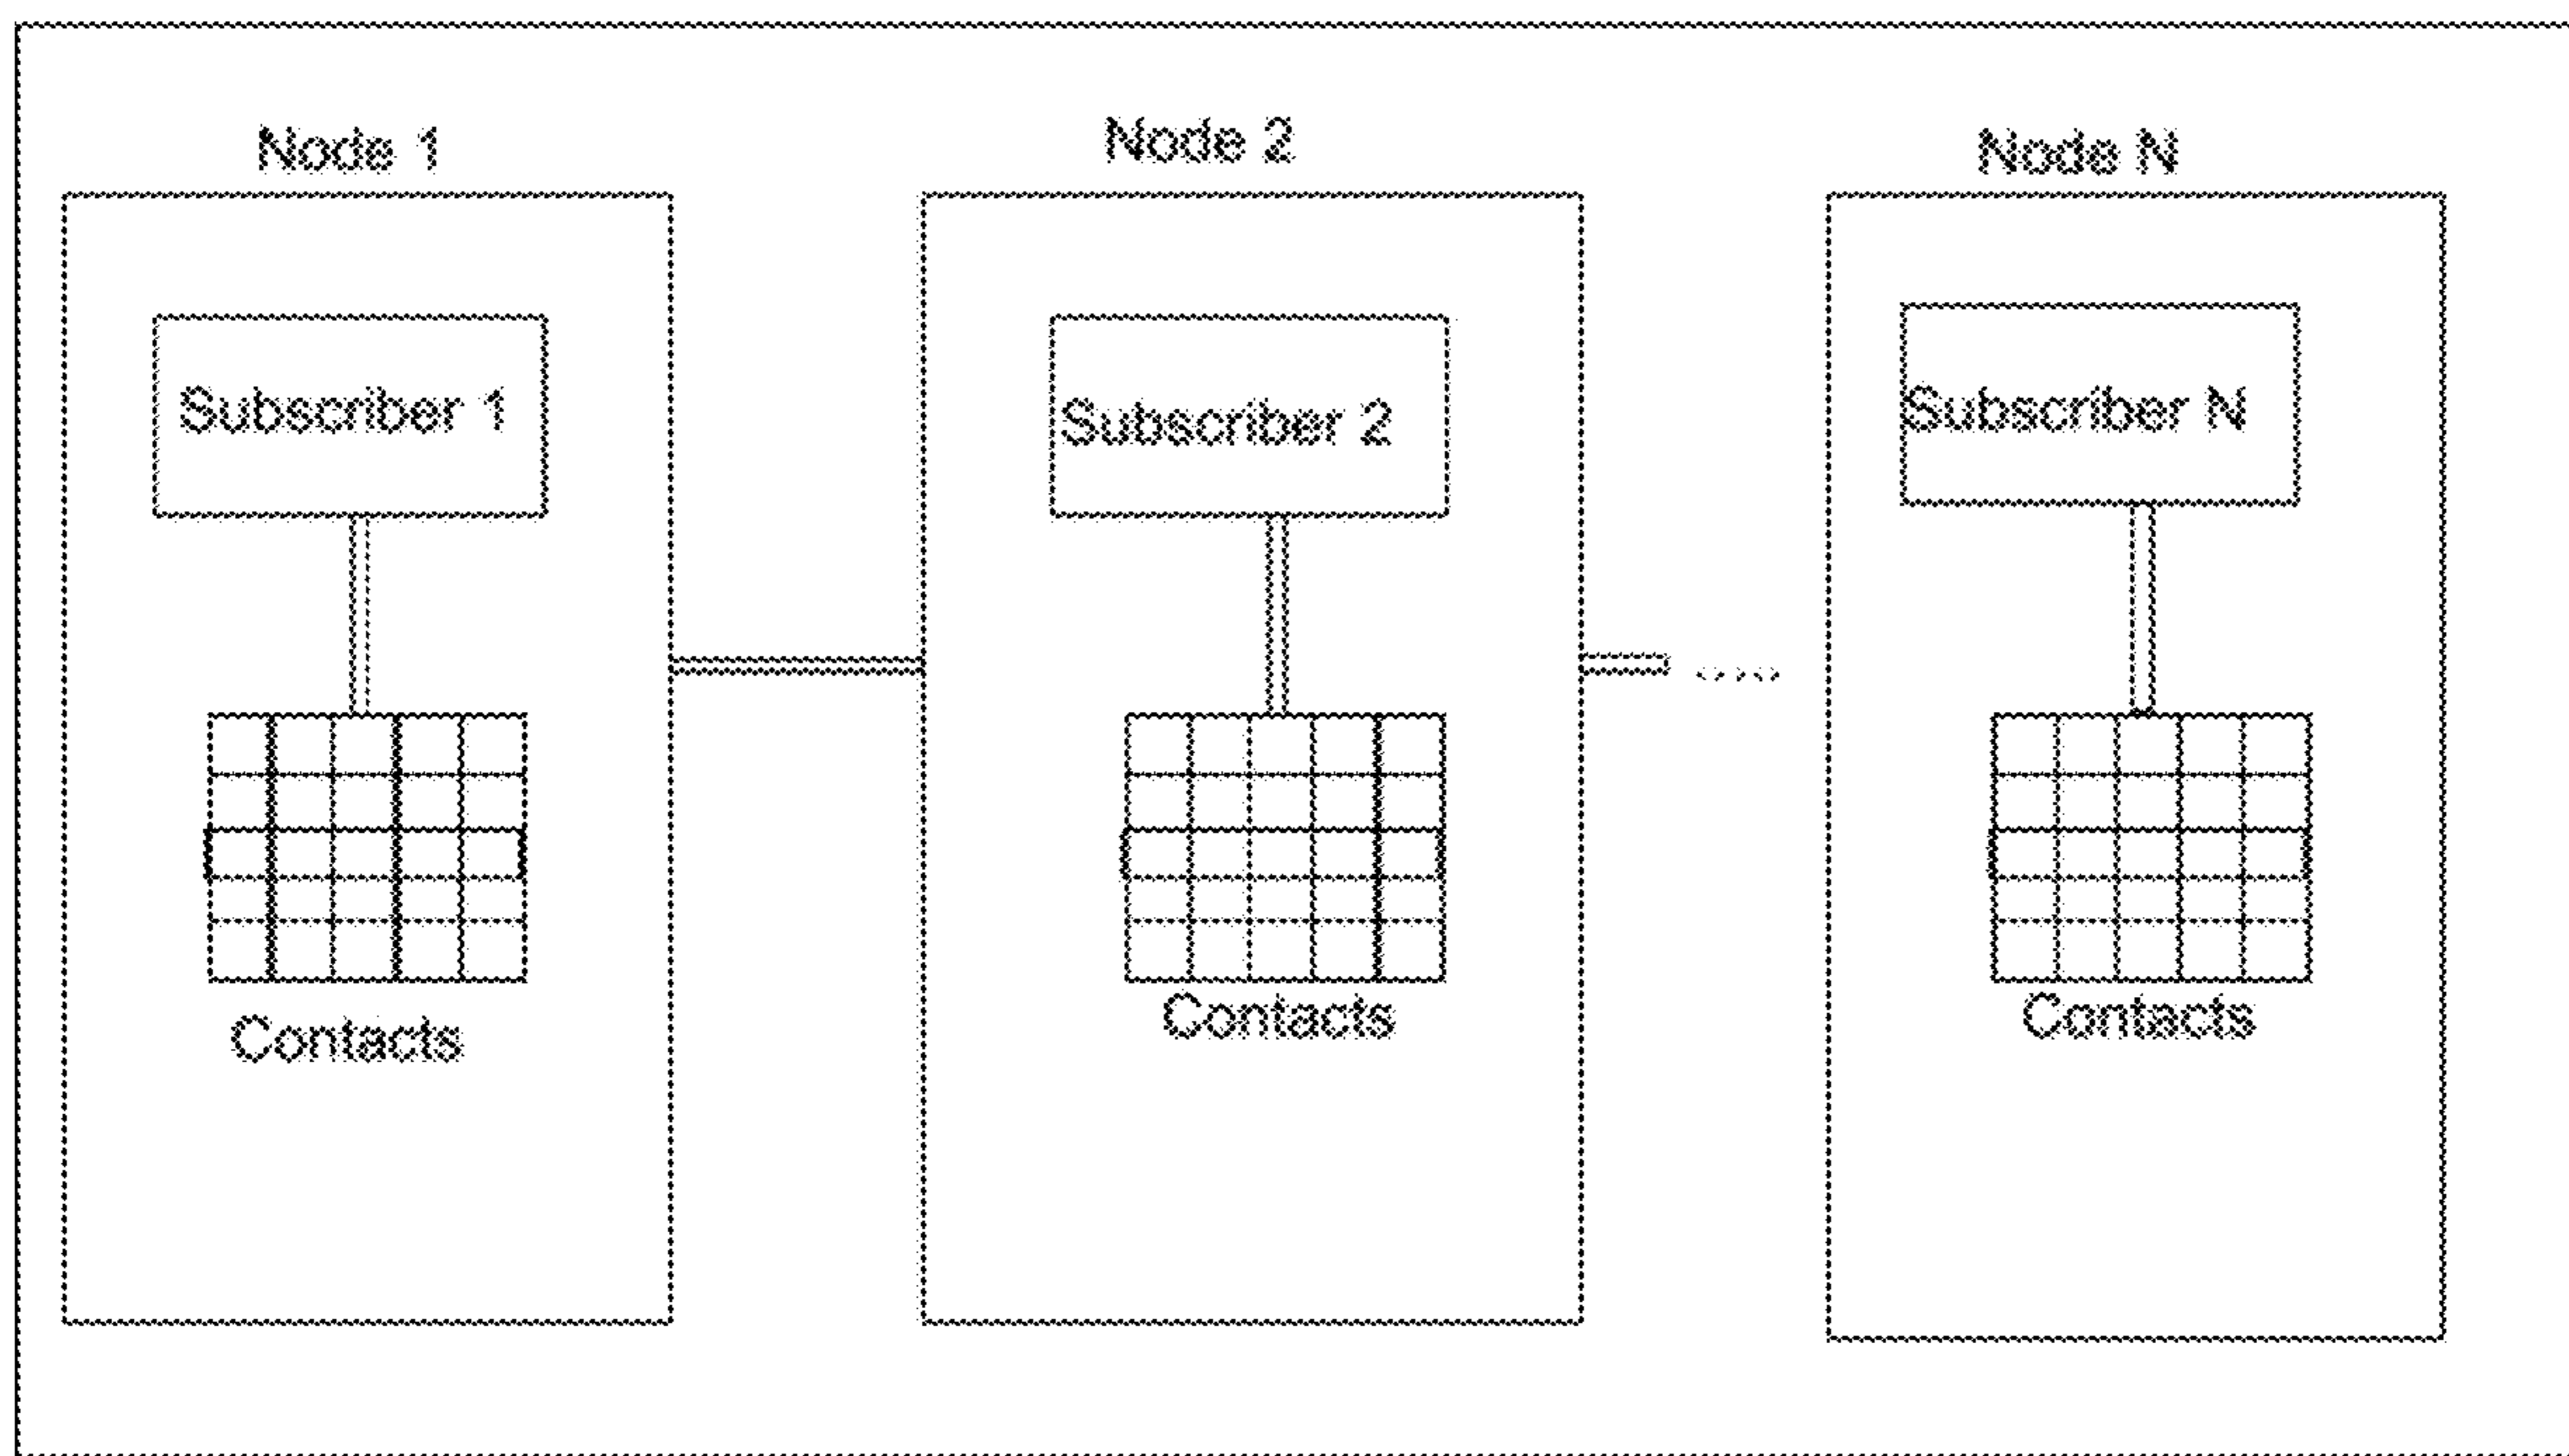 Node 1
Node 2
Node N
Subscriber 1
Subscriber 2
Subscriber N
.....
Contacts
Contacts
Contacts